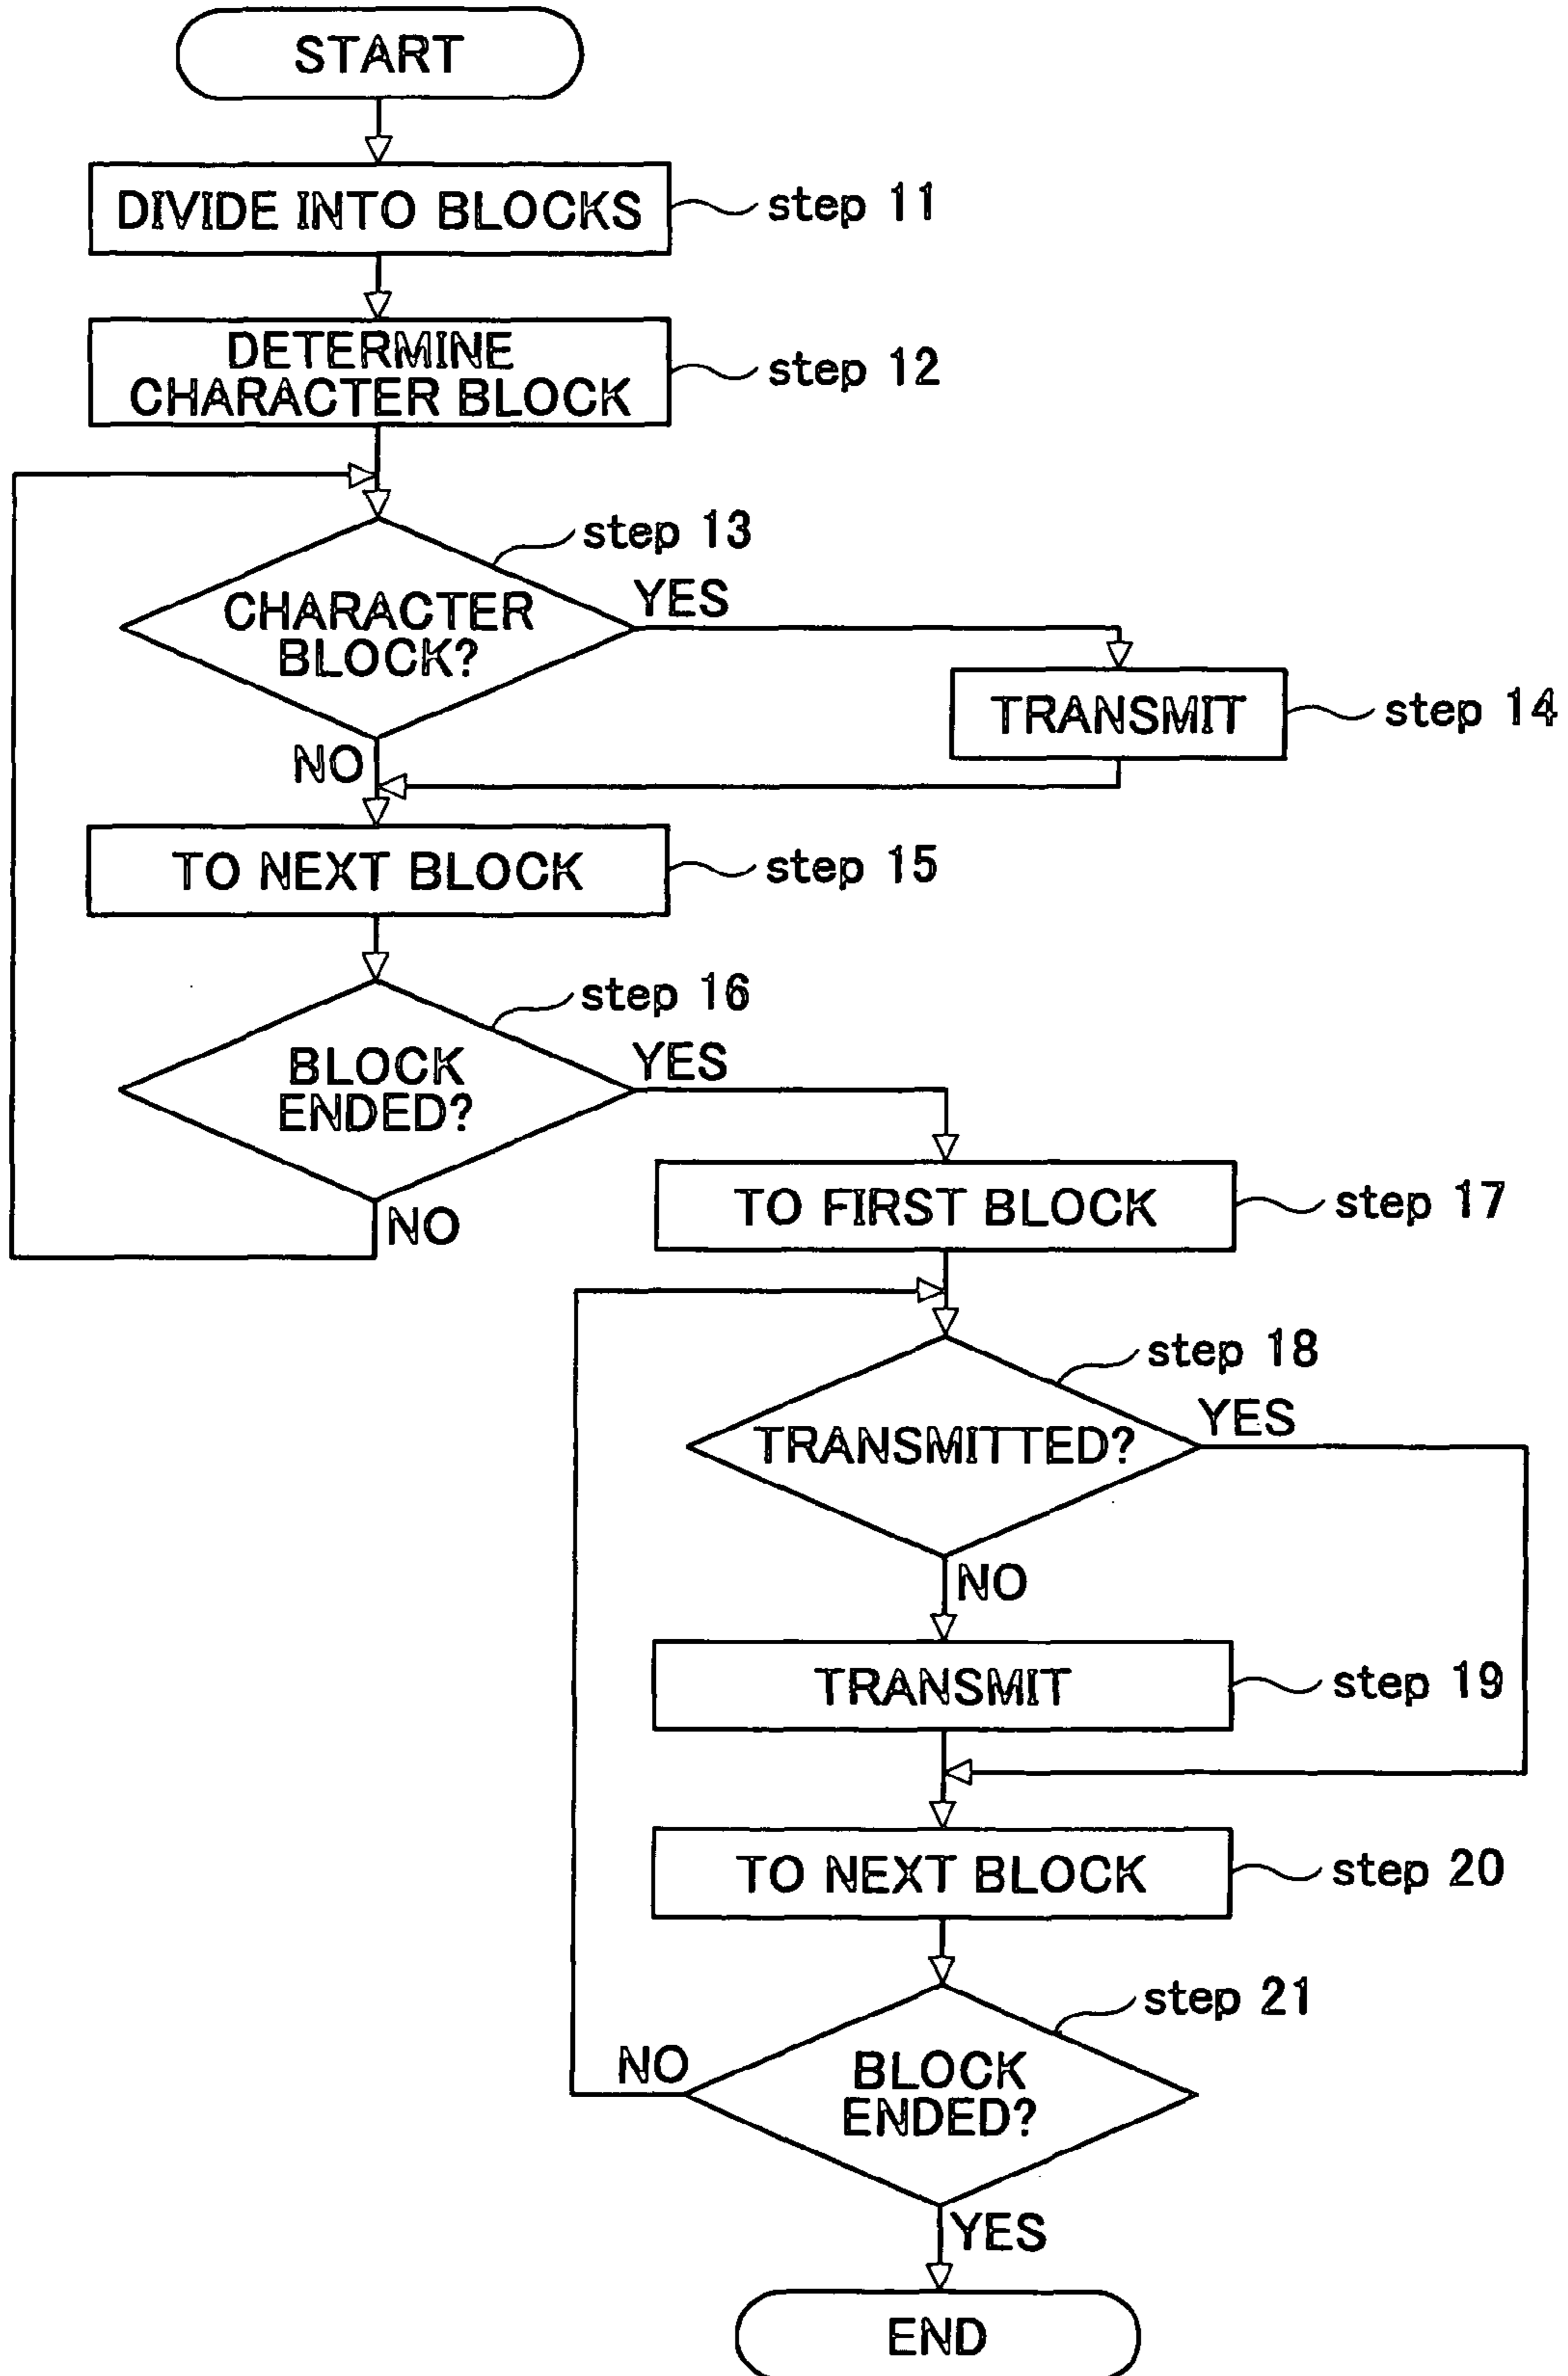 START
DIVIDE INTO BLOCKS
step 11
DETERMINE
CHARACTER BLOCK
step 12
step 13
CHARACTER
BLOCK?
YES
TRANSMIT
step 14
NO
TO NEXT BLOCK
step 15
step 16
BLOCK
ENDED?
YES
NO
TO FIRST BLOCK
step 17
step 18
TRANSMITTED?
YES
NO
TRANSMIT
step 19
TO NEXT BLOCK
step 20
step 21
BLOCK
ENDED?
NO
YES
END